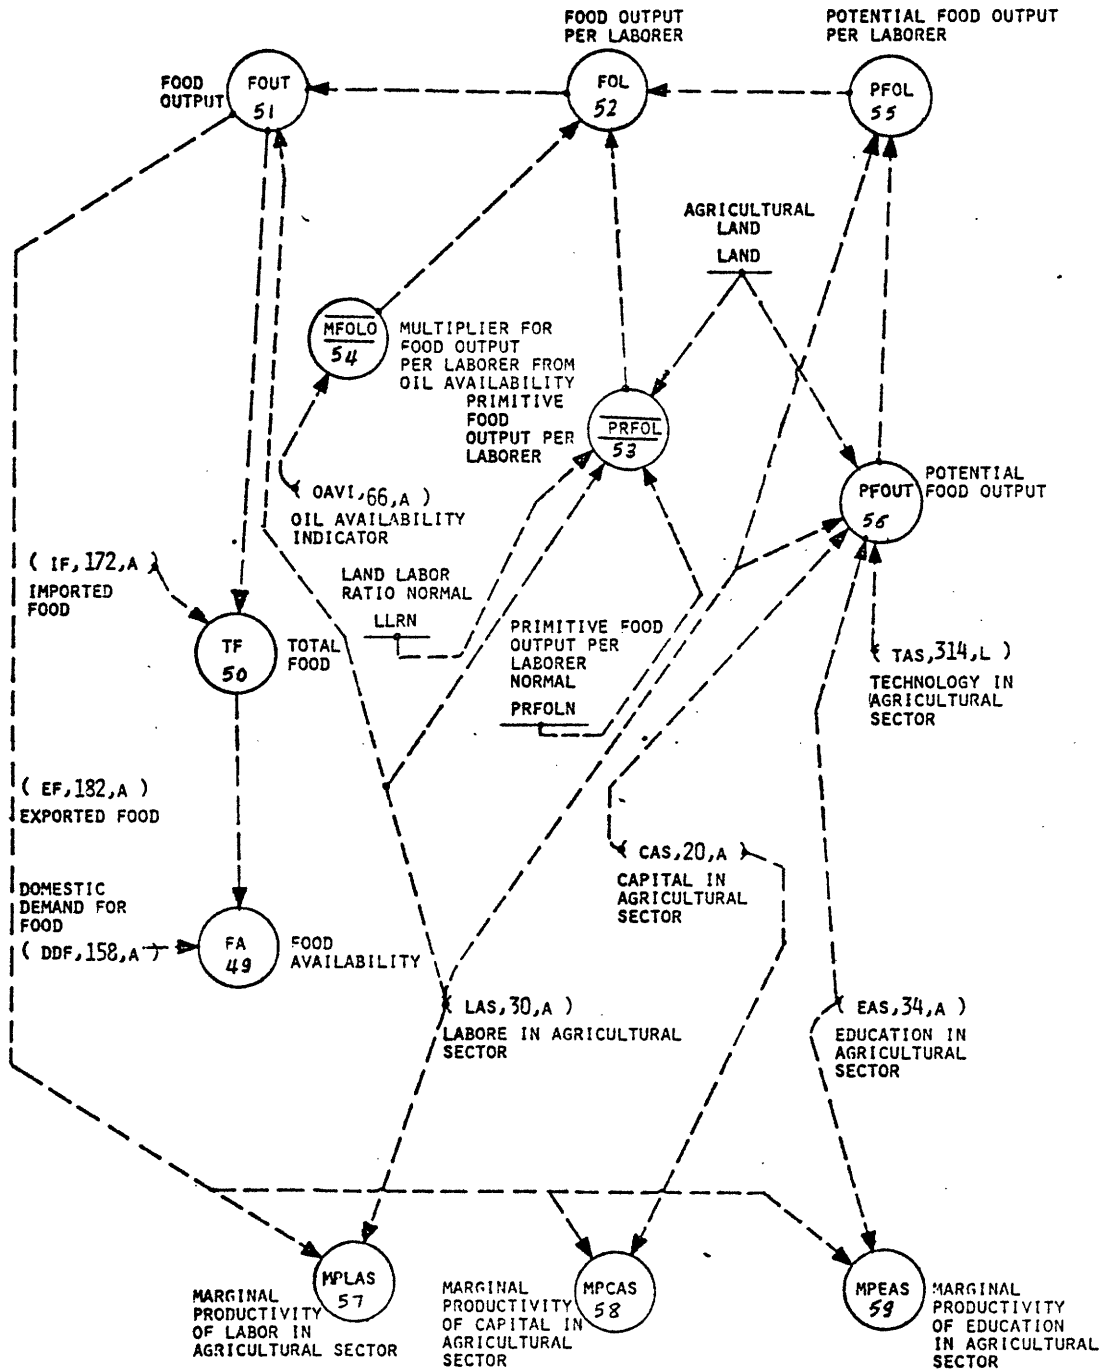 FOOD OUTPUT
PER LABORER
POTENTIAL FOOD OUTPUT
PER LABORER
FOOD
OUTPUT
FOUT
51
FOL
52
PFOL
55
AGRICULTURAL
LAND
LAND
MFOLO
54
MULTIPLIER FOR
FOOD OUTPUT
PER LABORER FROM
OIL AVAILABILITY
PRIMITIVE
FOOD
OUTPUT PER
LABORER
PRFOL
53
( OAVI,66,A )
OIL AVAILABILITY
INDICATOR
PFOUT
56
POTENTIAL
FOOD OUTPUT
( IF,172,A )
IMPORTED
FOOD
LAND LABOR
RATIO NORMAL
LLRN
TF
50
TOTAL
FOOD
PRIMITIVE FOOD
OUTPUT PER
LABORER
NORMAL
PRFOLN
( TAS,314,L )
TECHNOLOGY IN
AGRICULTURAL
SECTOR
( EF,182,A )
EXPORTED FOOD
( CAS,20,A )
CAPITAL IN
AGRICULTURAL
SECTOR
DOMESTIC
DEMAND FOR
FOOD
( DDF,158,A )
FA
49
FOOD
AVAILABILITY
( LAS,30,A )
LABORE IN AGRICULTURAL
SECTOR
( EAS,34,A )
EDUCATION IN
AGRICULTURAL
SECTOR
MPLAS
57
MARGINAL
PRODUCTIVITY
OF LABOR IN
AGRICULTURAL SECTOR
MPCAS
58
MARGINAL
PRODUCTIVITY
OF CAPITAL IN
AGRICULTURAL
SECTOR
MPEAS
59
MARGINAL
PRODUCTIVITY
OF EDUCATION
IN AGRICULTURAL
SECTOR